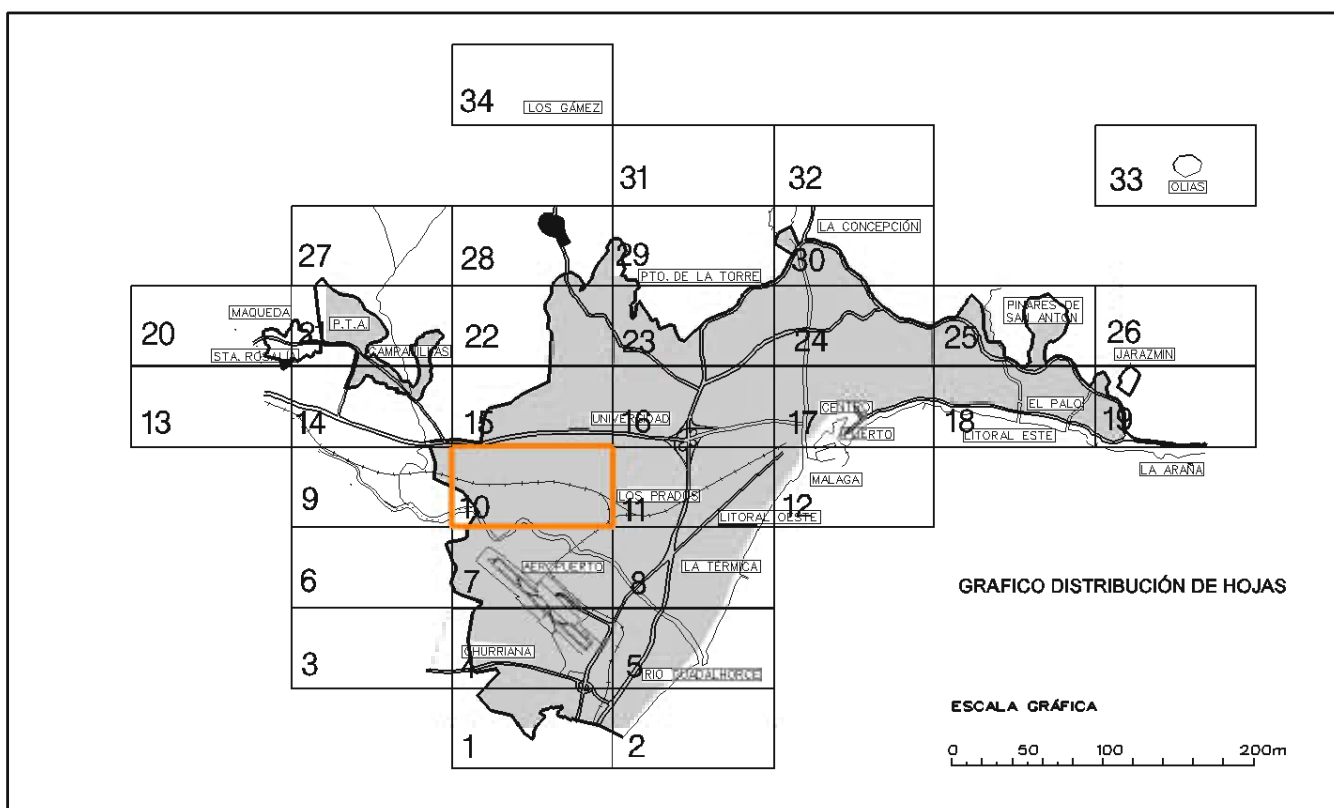 34 LOS GÁMEZ
31
32
33
OLIAS
LA CONCEPCIÓN
27
28
29
PTO. DE LA TORRE
30
20
MAQUEDA
P.T.A.
21
STA. ROSALIA
CAMPANILLAS
22
23
24
25
PINARES DE
SAN ANTÓN
26
JARAZMIN
13
14
15
UNIVERSIDAD
16
17
CENTRO
PUERTO
MALAGA
18
EL PALO
LITORAL ESTE
19
LA ARAÑA
9
10
LOS PRADOS
11
LITORAL OESTE
12
6
7
AEROPUERTO
8
LA TÉRMICA
GRAFICO DISTRIBUCIÓN DE HOJAS
3
CHURRIANA
5
RIO GUADALHORCE
1
2
ESCALA GRÁFICA
0 50 100 200m